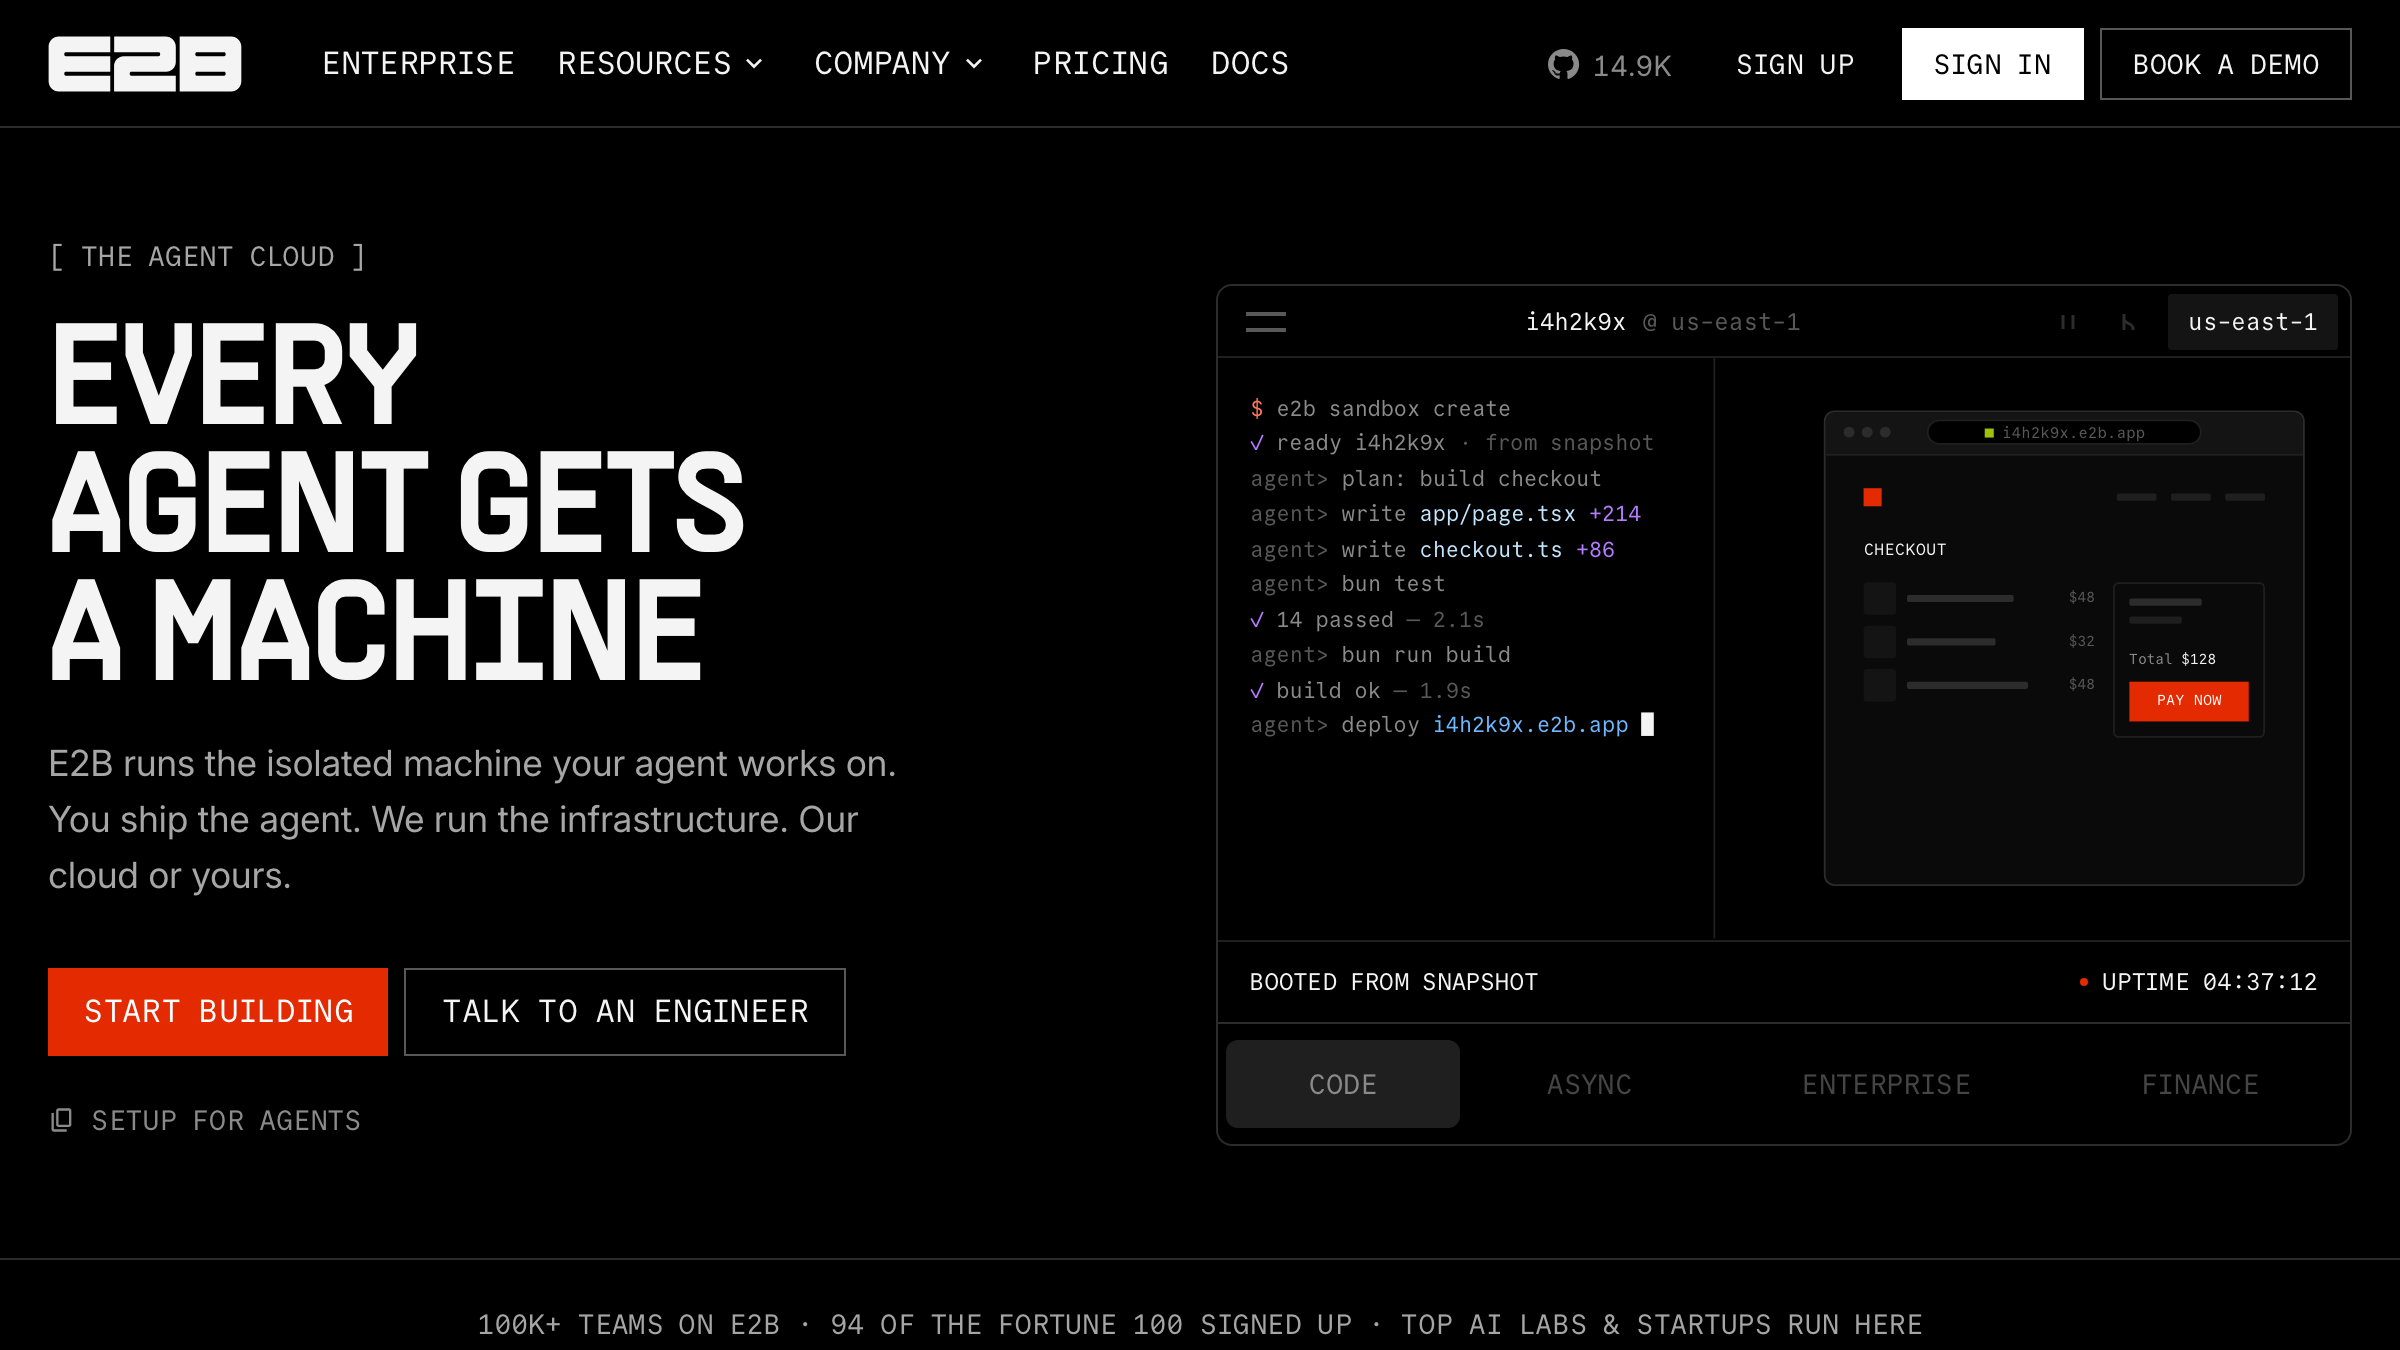 E2B
ENTERPRISE
RESOURCES
COMPANY
PRICING
DOCS
14.9K
SIGN UP
SIGN IN
BOOK A DEMO
[ THE AGENT CLOUD ]
EVERY
AGENT GETS
A MACHINE
E2B runs the isolated machine your agent works on.
You ship the agent. We run the infrastructure. Our
cloud or yours.
START BUILDING
TALK TO AN ENGINEER
SETUP FOR AGENTS
i4h2k9x @ us-east-1
us-east-1
$ e2b sandbox create
✓ ready i4h2k9x · from snapshot
agent> plan: build checkout
agent> write app/page.tsx +214
agent> write checkout.ts +86
agent> bun test
✓ 14 passed — 2.1s
agent> bun run build
✓ build ok — 1.9s
agent> deploy i4h2k9x.e2b.app
i4h2k9x.e2b.app
CHECKOUT
$48
$32
$48
Total $128
PAY NOW
BOOTED FROM SNAPSHOT
UPTIME 04:37:12
CODE
ASYNC
ENTERPRISE
FINANCE
100K+ TEAMS ON E2B · 94 OF THE FORTUNE 100 SIGNED UP · TOP AI LABS & STARTUPS RUN HERE